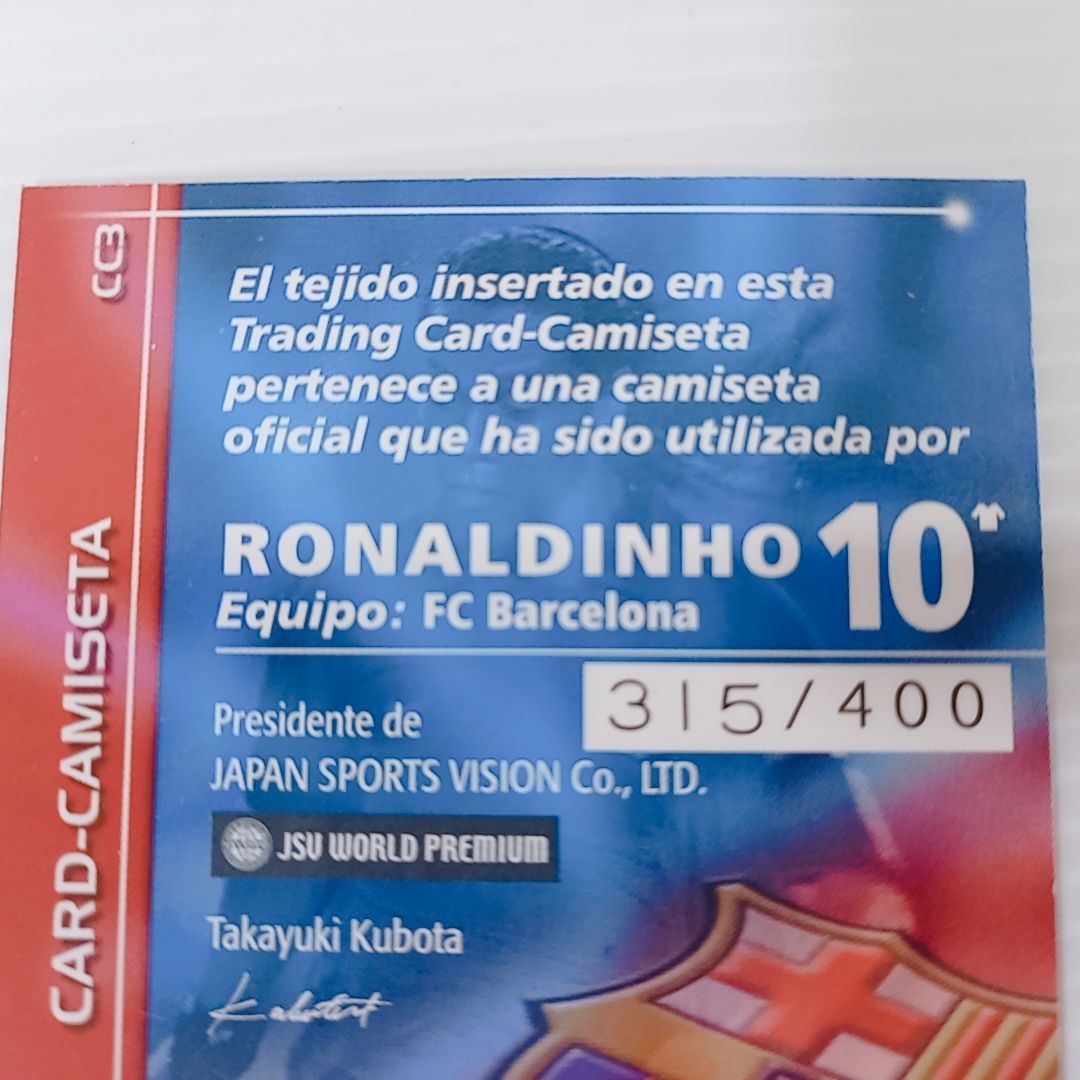 CC3
CARD-CAMISETA
El tejido insertado en esta
Trading Card-Camiseta
pertenece a una camiseta
oficial que ha sido utilizada por
RONALDINHO 10
Equipo: FC Barcelona
315/400
Presidente de
JAPAN SPORTS VISION Co., LTD.
JSV WORLD PREMIUM
Takayuki Kubota